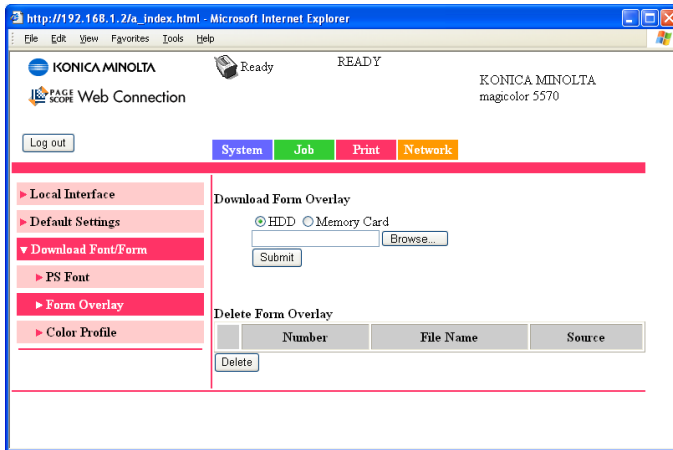 http://192.168.1.2/a_index.html - Microsoft Internet Explorer
File Edit View Favorites Tools Help
KONICA MINOLTA
PAGE SCOPE Web Connection
Ready
READY
KONICA MINOLTA
magicolor 5570
Log out
System Job Print Network
Local Interface
Default Settings
Download Font/Form
PS Font
Form Overlay
Color Profile
Download Form Overlay
HDD Memory Card
Browse...
Submit
Delete Form Overlay
Number File Name Source
Delete